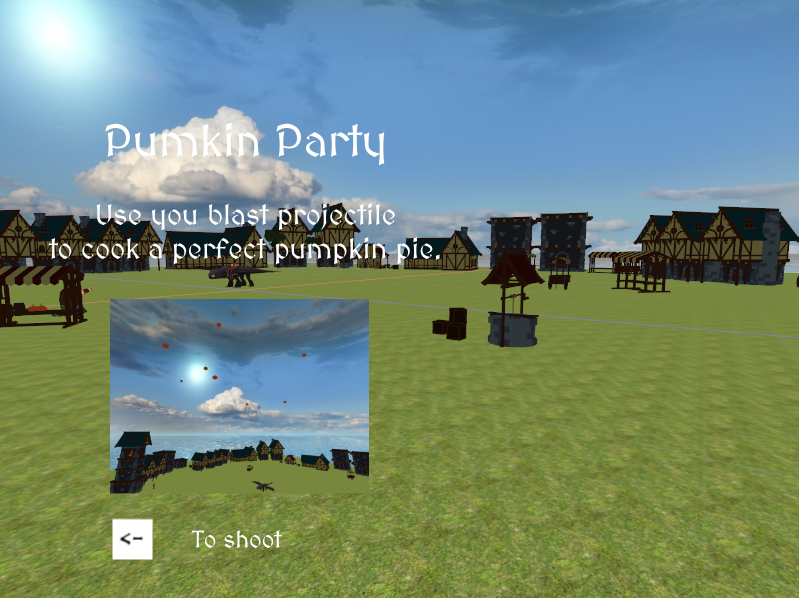 Pumkin Party
Use you blast projectile
to cook a perfect pumpkin pie.
<- To shoot